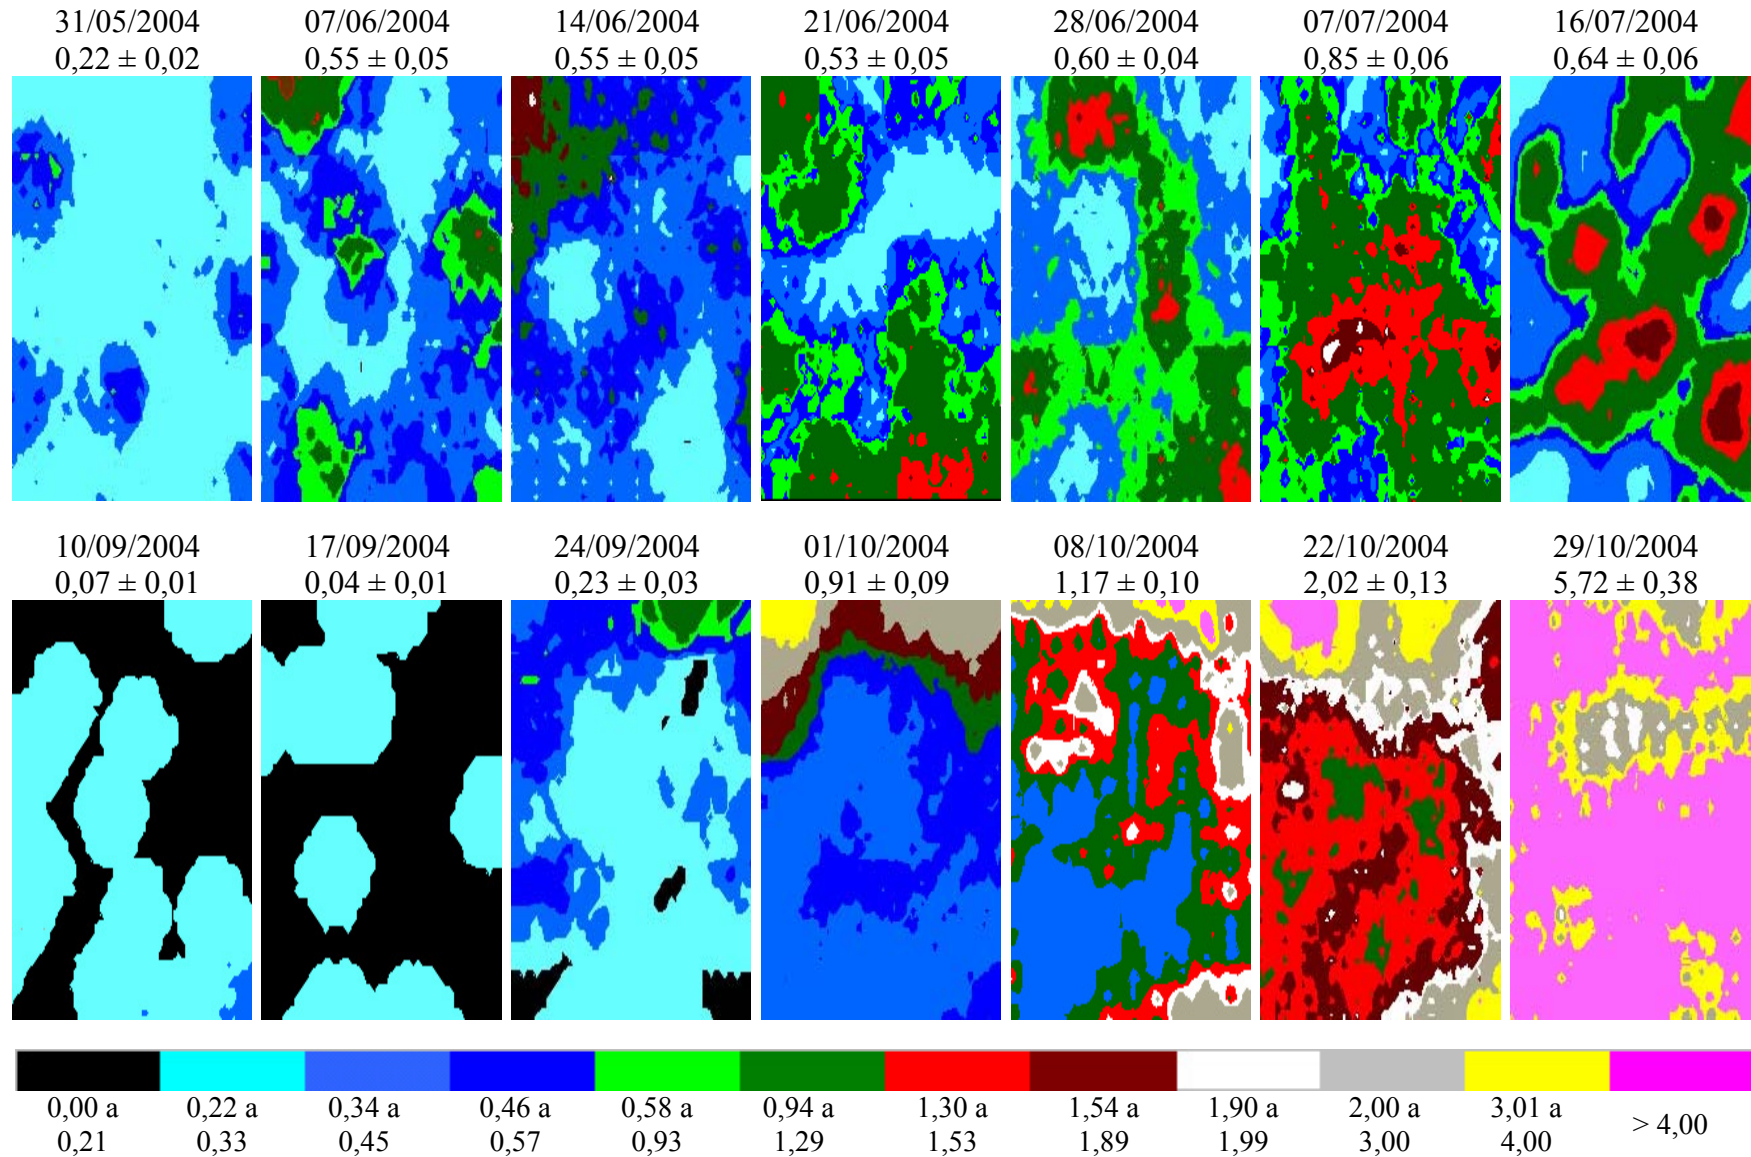 31/05/2004 07/06/2004 14/06/2004 21/06/2004 28/06/2004 07/07/2004 16/07/2004
0,22 ± 0,02 0,55 ± 0,05 0,55 ± 0,05 0,53 ± 0,05 0,60 ± 0,04 0,85 ± 0,06 0,64 ± 0,06
10/09/2004 17/09/2004 24/09/2004 01/10/2004 08/10/2004 22/10/2004 29/10/2004
0,07 ± 0,01 0,04 ± 0,01 0,23 ± 0,03 0,91 ± 0,09 1,17 ± 0,10 2,02 ± 0,13 5,72 ± 0,38
0,00 a 0,22 a 0,34 a 0,46 a 0,58 a 0,94 a 1,30 a 1,54 a 1,90 a 2,00 a 3,01 a > 4,00
0,21 0,33 0,45 0,57 0,93 1,29 1,53 1,89 1,99 3,00 4,00